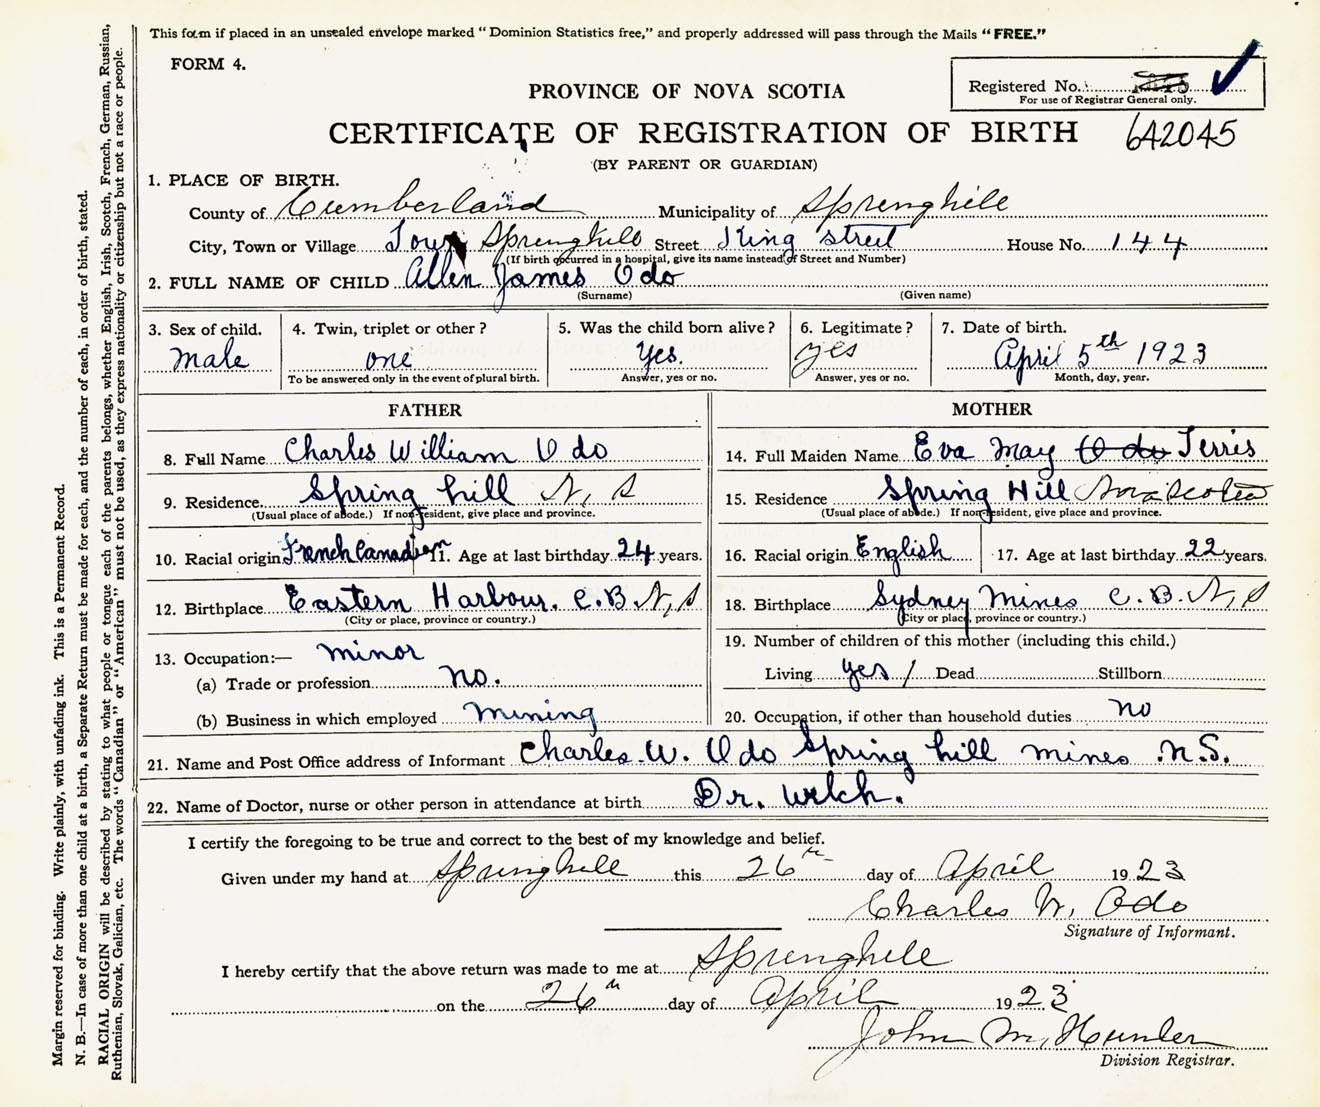 This form if placed in an unsealed envelope marked "Dominion Statistics free," and properly addressed will pass through the Mails "FREE."
FORM 4.
Registered No.
For use of Registrar General only.
PROVINCE OF NOVA SCOTIA
CERTIFICATE OF REGISTRATION OF BIRTH 642045
(BY PARENT OR GUARDIAN)
1. PLACE OF BIRTH.
County of Cumberland Municipality of Springhill
City, Town or Village Town Springhill Street King street House No. 144
(If birth occurred in a hospital, give its name instead of Street and Number)
2. FULL NAME OF CHILD Allen James Odo
(Surname) (Given name)
3. Sex of child. 4. Twin, triplet or other? 5. Was the child born alive? 6. Legitimate? 7. Date of birth.
male one yes. yes April 5th 1923
To be answered only in the event of plural birth. Answer, yes or no. Answer, yes or no. Month, day, year.
FATHER MOTHER
8. Full Name Charles William Odo 14. Full Maiden Name Eva May Odo Terris
9. Residence. Spring hill N, S 15. Residence Spring Hill Nova Scotia
(Usual place of abode.) If non-resident, give place and province. (Usual place of abode.) If non-resident, give place and province.
10. Racial origin French Canadian 11. Age at last birthday 24 years. 16. Racial origin English 17. Age at last birthday 22 years.
12. Birthplace Eastern Harbour. C.B N, S 18. Birthplace Sydney Mines C.B. N, S
(City or place, province or country.) (City or place, province or country.)
13. Occupation:— minor 19. Number of children of this mother (including this child.)
(a) Trade or profession no. Living yes / Dead Stillborn
(b) Business in which employed mining 20. Occupation, if other than household duties no
21. Name and Post Office address of Informant Charles. W. Odo Spring hill mines .N.S.
22. Name of Doctor, nurse or other person in attendance at birth Dr. Welch.
I certify the foregoing to be true and correct to the best of my knowledge and belief.
Given under my hand at Springhill this 26th day of April 1923
Charles W. Odo
Signature of Informant.
I hereby certify that the above return was made to me at Springhill
on the 26th day of April 1923
John M. Hunter
Division Registrar.
Margin reserved for binding. Write plainly, with unfading ink. This is a Permanent Record.
N. B.—In case of more than one child at a birth, a Separate Return must be made for each, and the number of each, in order of birth, stated.
RACIAL ORIGIN will be described by stating to what people or tongue each of the parents belongs, whether English, Irish, Scotch, French, German, Russian,
Ruthenian, Slovak, Galician, etc. The words "Canadian" or "American" must not be used, as they express nationality or citizenship but not a race or people.